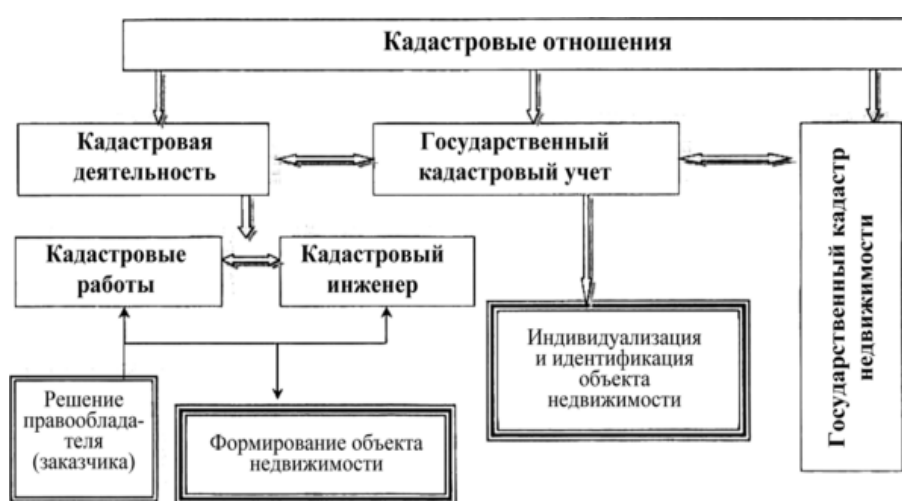 Кадастровые отношения
Кадастровая
деятельность
Государственный
кадастровый учет
Государственный кадастр
недвижимости
Кадастровые
работы
Кадастровый
инженер
Индивидуализация
и идентификация
объекта
недвижимости
Решение
правооблада-
теля
(заказчика)
Формирование объекта
недвижимости